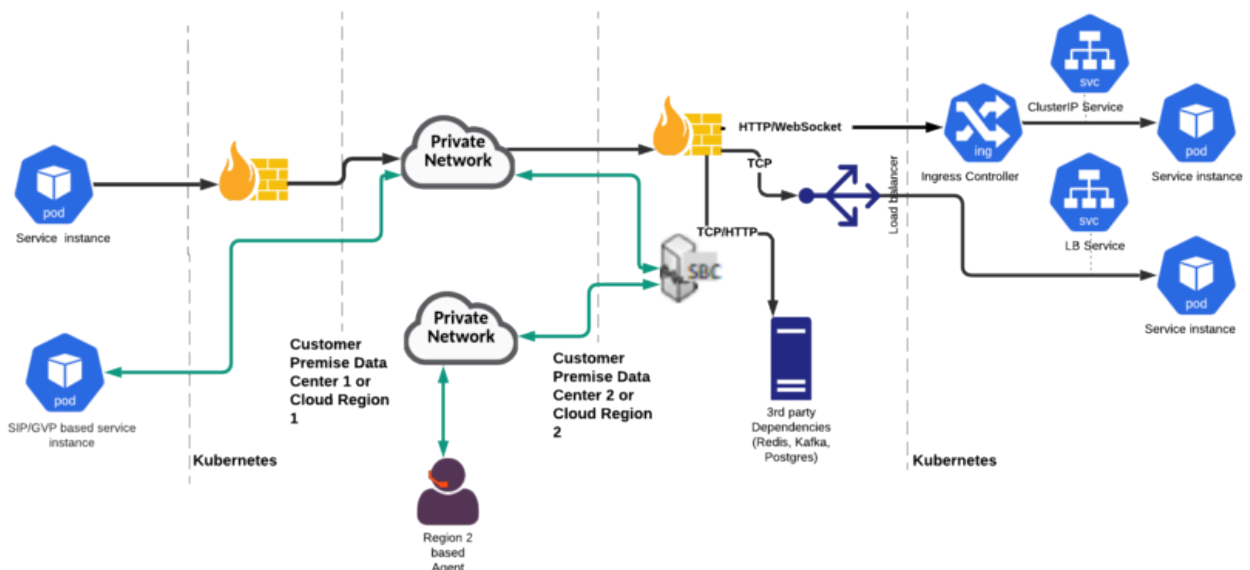 svc
ClusterIP Service
Private
Network
HTTP/WebSocket
ing
Ingress Controller
pod
Service instance
pod
Service instance
TCP
Load balancer
svc
LB Service
TCP/HTTP
SBC
pod
Service instance
Private
Network
Customer
Premise Data
Center 1 or
Cloud Region
1
Customer
Premise Data
Center 2 or
Cloud Region
2
pod
SIP/GVP based service
instance
3rd party
Dependencies
(Redis, Kafka,
Postgres)
Kubernetes
Kubernetes
Region 2
based
Agent